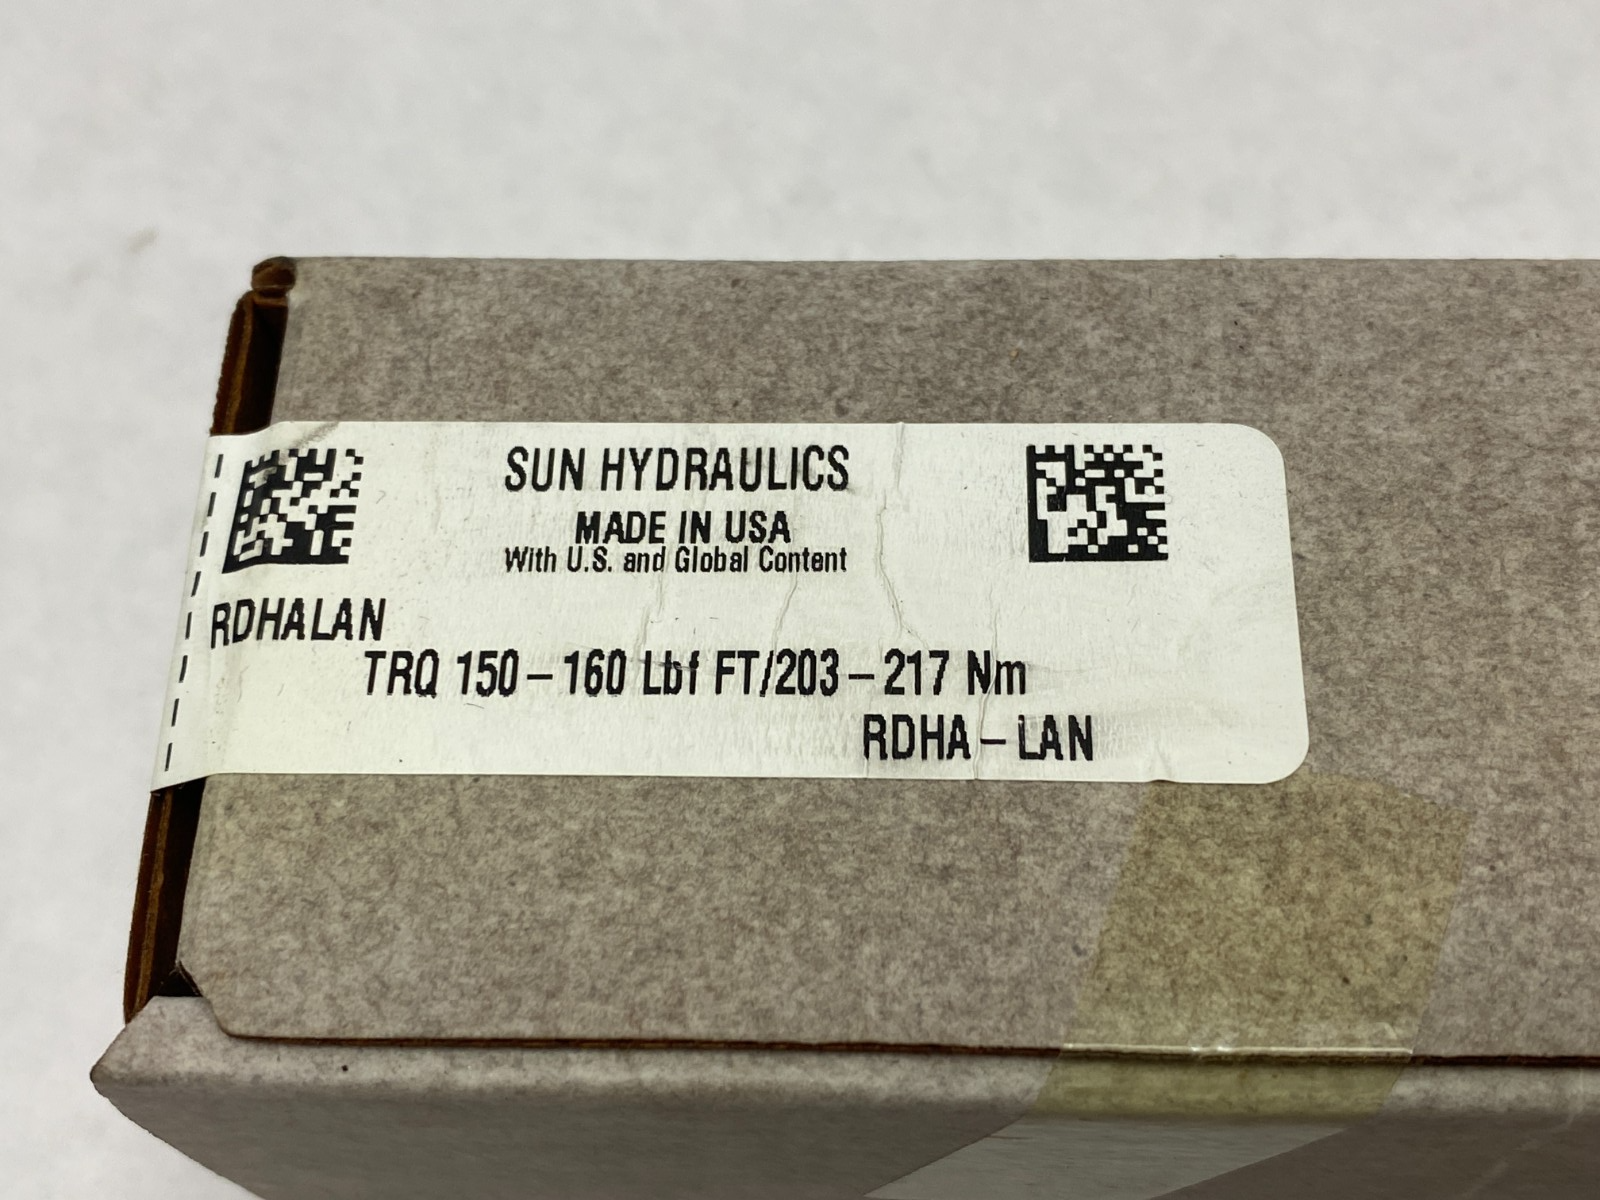 SUN HYDRAULICS
MADE IN USA
With U.S. and Global Content
RDHALAN
TRQ 150-160 Lbf FT/203-217 Nm
RDHA-LAN